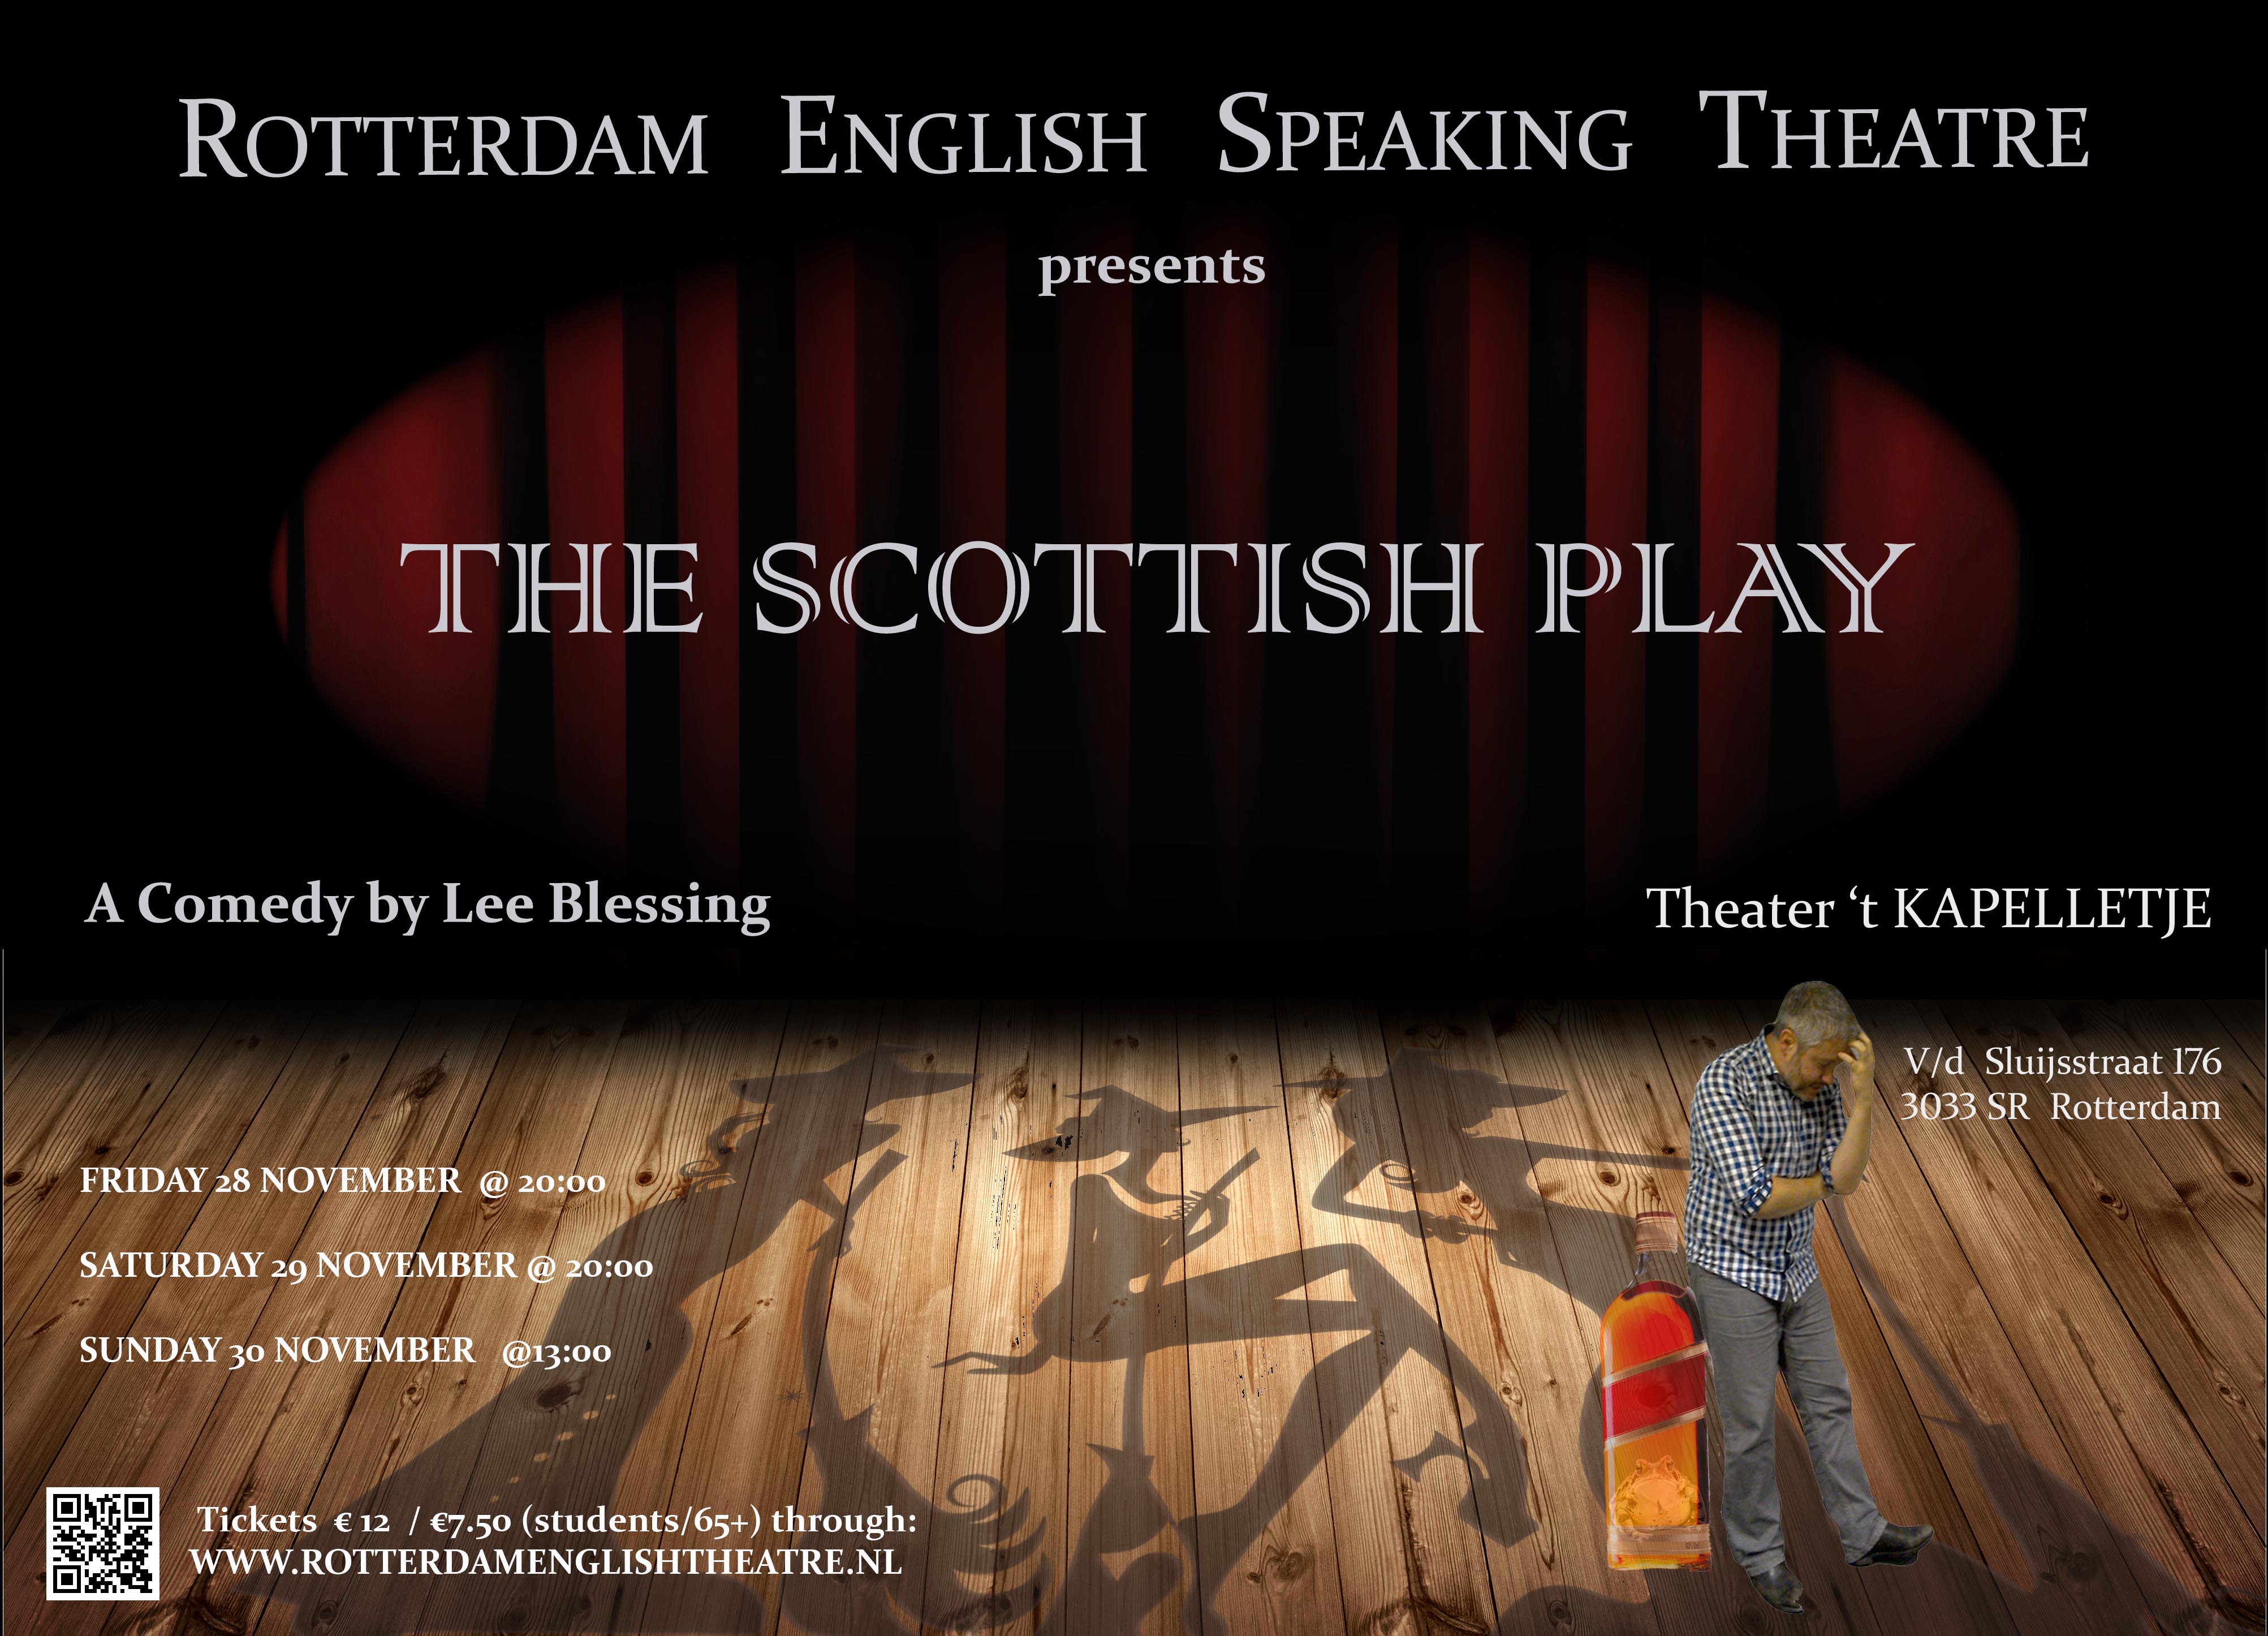 ROTTERDAM ENGLISH SPEAKING THEATRE
presents
THE SCOTTISH PLAY
A Comedy by Lee Blessing
Theater ‘t KAPELLETJE
V/d Sluijsstraat 176
3033 SR Rotterdam
FRIDAY 28 NOVEMBER @ 20:00
SATURDAY 29 NOVEMBER @ 20:00
SUNDAY 30 NOVEMBER @13:00
Tickets € 12 / €7.50 (students/65+) through:
WWW.ROTTERDAMENGLISHTHEATRE.NL